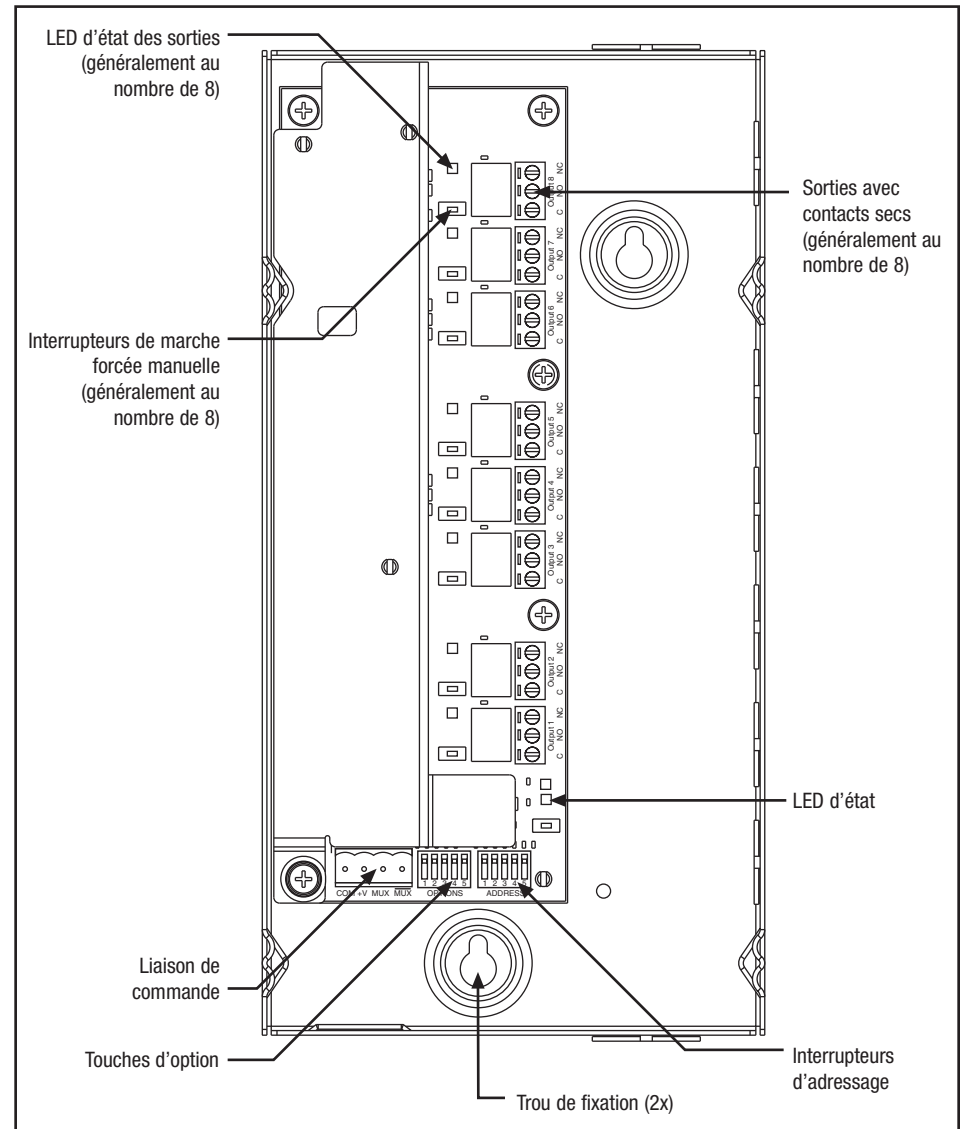 LED d'état des sorties
(généralement au
nombre de 8)
Sorties avec
contacts secs
(généralement au
nombre de 8)
Interrupteurs de marche
forcée manuelle
(généralement au
nombre de 8)
Output 8
NC
NO
C
Output 7
NC
NO
C
Output 6
NC
NO
C
Output 5
NC
NO
C
Output 4
NC
NO
C
Output 3
NC
NO
C
Output 2
NC
NO
C
Output 1
NC
NO
C
LED d'état
1 2 3 4 5
1 2 3 4 5
COM +V MUX MUX
OPTIONS
ADDRESS
Liaison de
commande
Touches d'option
Trou de fixation (2x)
Interrupteurs
d'adressage